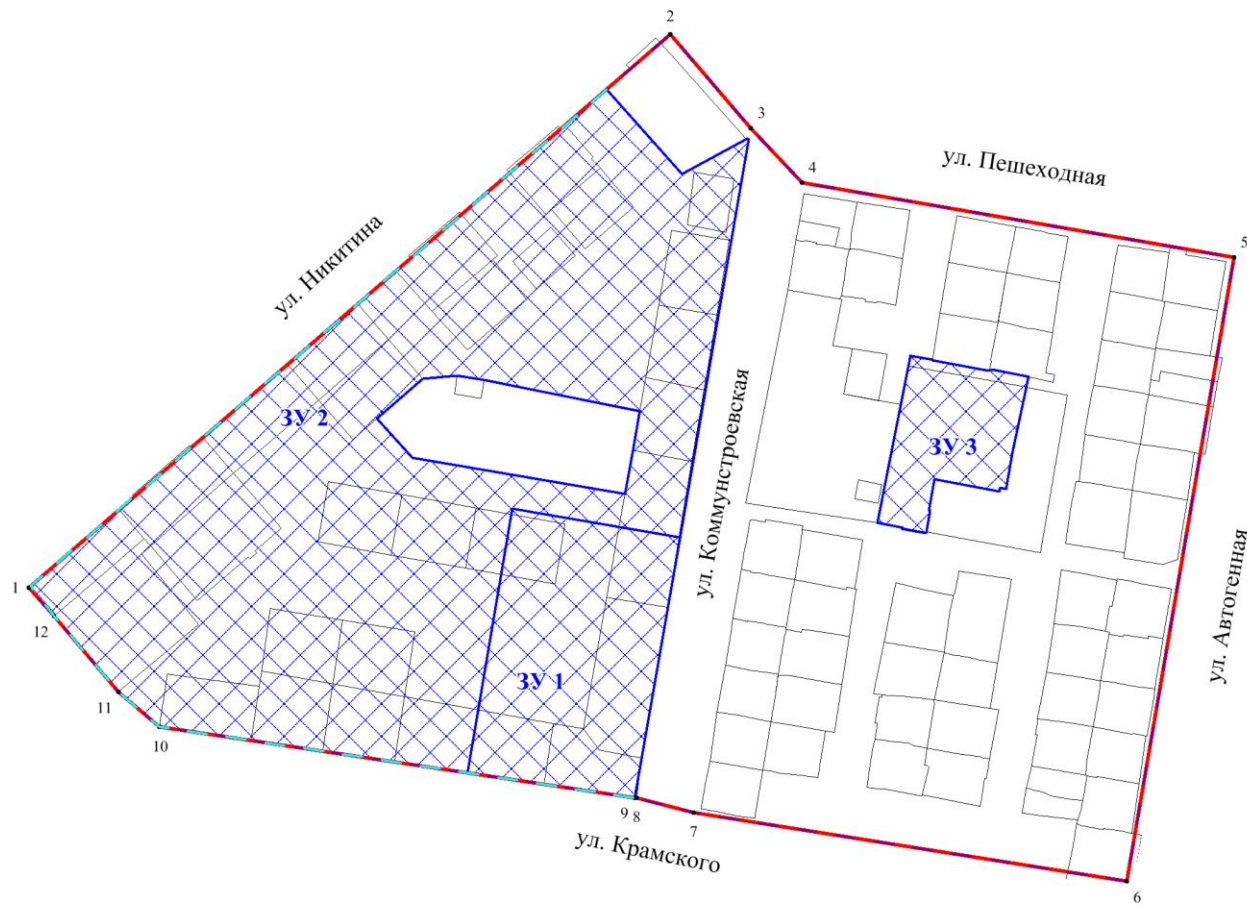 2
3
4
ул. Пешеходная
5
ул. Никитина
ул. Коммунстроевская
ЗУ 2
ЗУ 3
ул. Автогенная
1
12
ЗУ 1
11
10
9 8
7
ул. Крамского
6